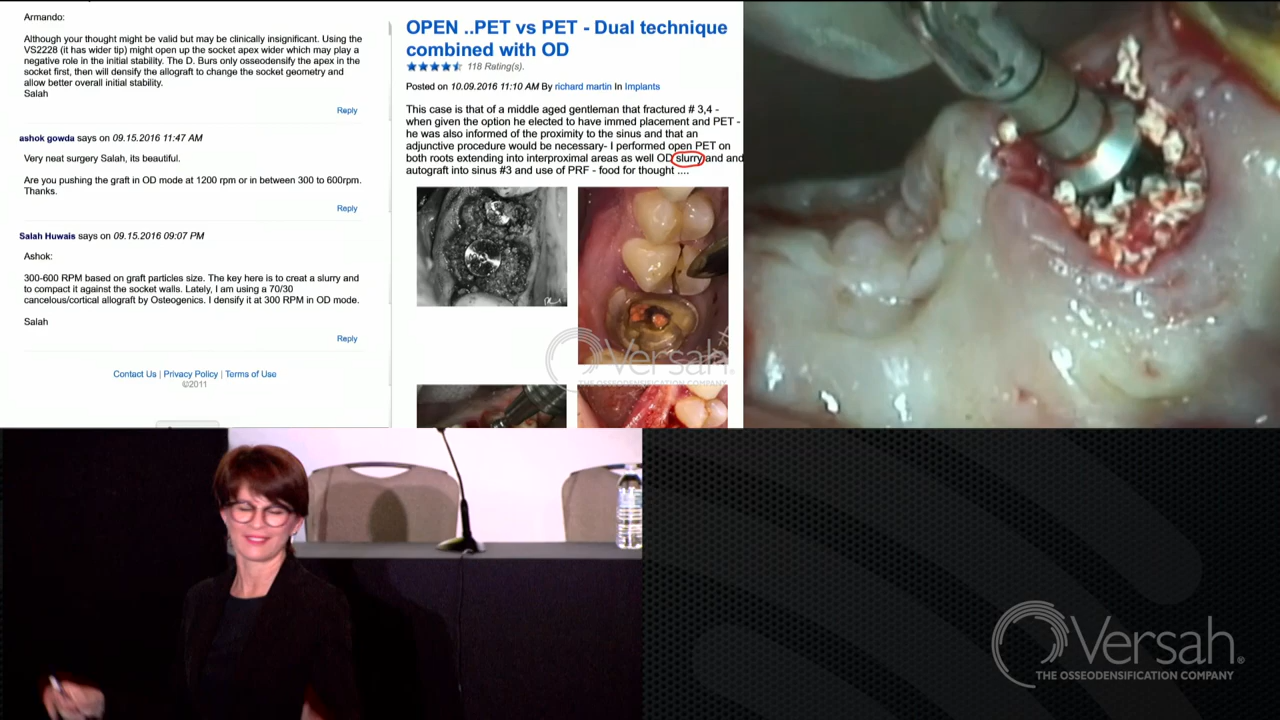 Armando:
Although your thought might be valid but may be clinically insignificant. Using the
VS2228 (it has wider tip) might open up the socket apex wider which may play a
negative role in the initial stability. The D. Burs only osseodensify the apex in the
socket first, then will densify the allograft to change the socket geometry and
allow better overall initial stability.
Salah
Reply
ashok gowda says on 09.15.2016 11:47 AM
Very neat surgery Salah, its beautiful.
Are you pushing the graft in OD mode at 1200 rpm or in between 300 to 600rpm.
Thanks.
Reply
Salah Huwais says on 09.15.2016 09:07 PM
Ashok:
300-600 RPM based on graft particles size. The key here is to creat a slurry and
to compact it against the socket walls. Lately, I am using a 70/30
cancelous/cortical allograft by Osteogenics. I densify it at 300 RPM in OD mode.
Salah
Reply
Contact Us | Privacy Policy | Terms of Use
©2011
OPEN ..PET vs PET - Dual technique
combined with OD
118 Rating(s).
Posted on 10.09.2016 11:10 AM By richard martin In Implants
This case is that of a middle aged gentleman that fractured # 3,4 -
when given the option he elected to have immed placement and PET -
he was also informed of the proximity to the sinus and that an
adjunctive procedure would be necessary- I performed open PET on
both roots extending into interproximal areas as well OD slurry and and
autograft into sinus #3 and use of PRF - food for thought ....
Versah®
THE OSSEODENSIFICATION COMPANY
Versah®
THE OSSEODENSIFICATION COMPANY